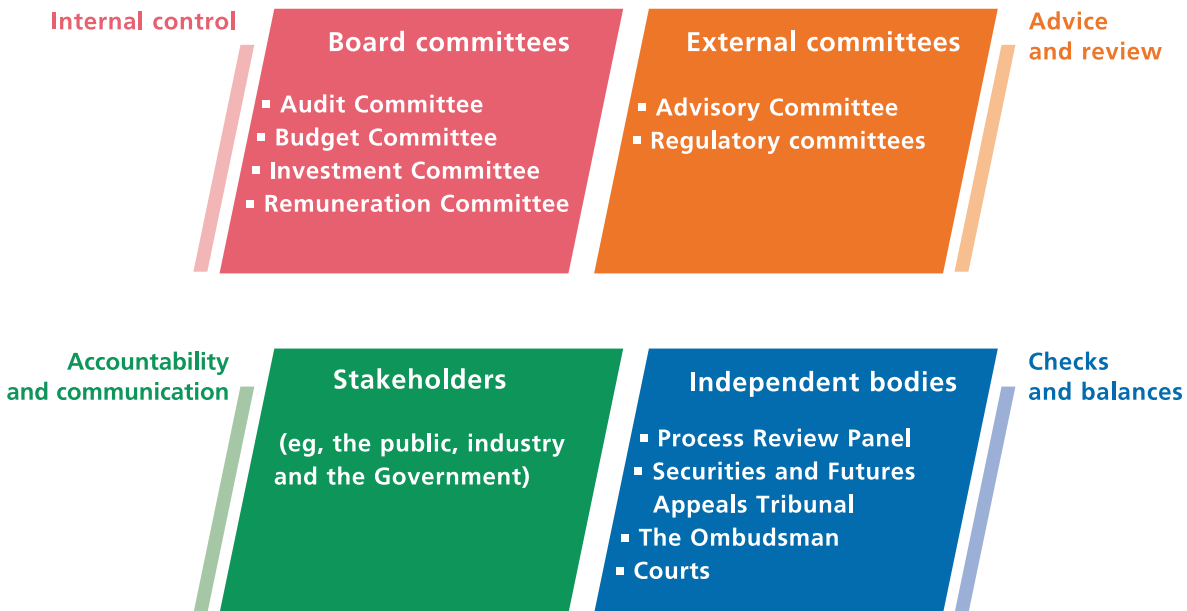 Internal control
Board committees
▪ Audit Committee
▪ Budget Committee
▪ Investment Committee
▪ Remuneration Committee
External committees
▪ Advisory Committee
▪ Regulatory committees
Advice
and review
Accountability
and communication
Stakeholders
(eg, the public, industry
and the Government)
Independent bodies
▪ Process Review Panel
▪ Securities and Futures
Appeals Tribunal
▪ The Ombudsman
▪ Courts
Checks
and balances